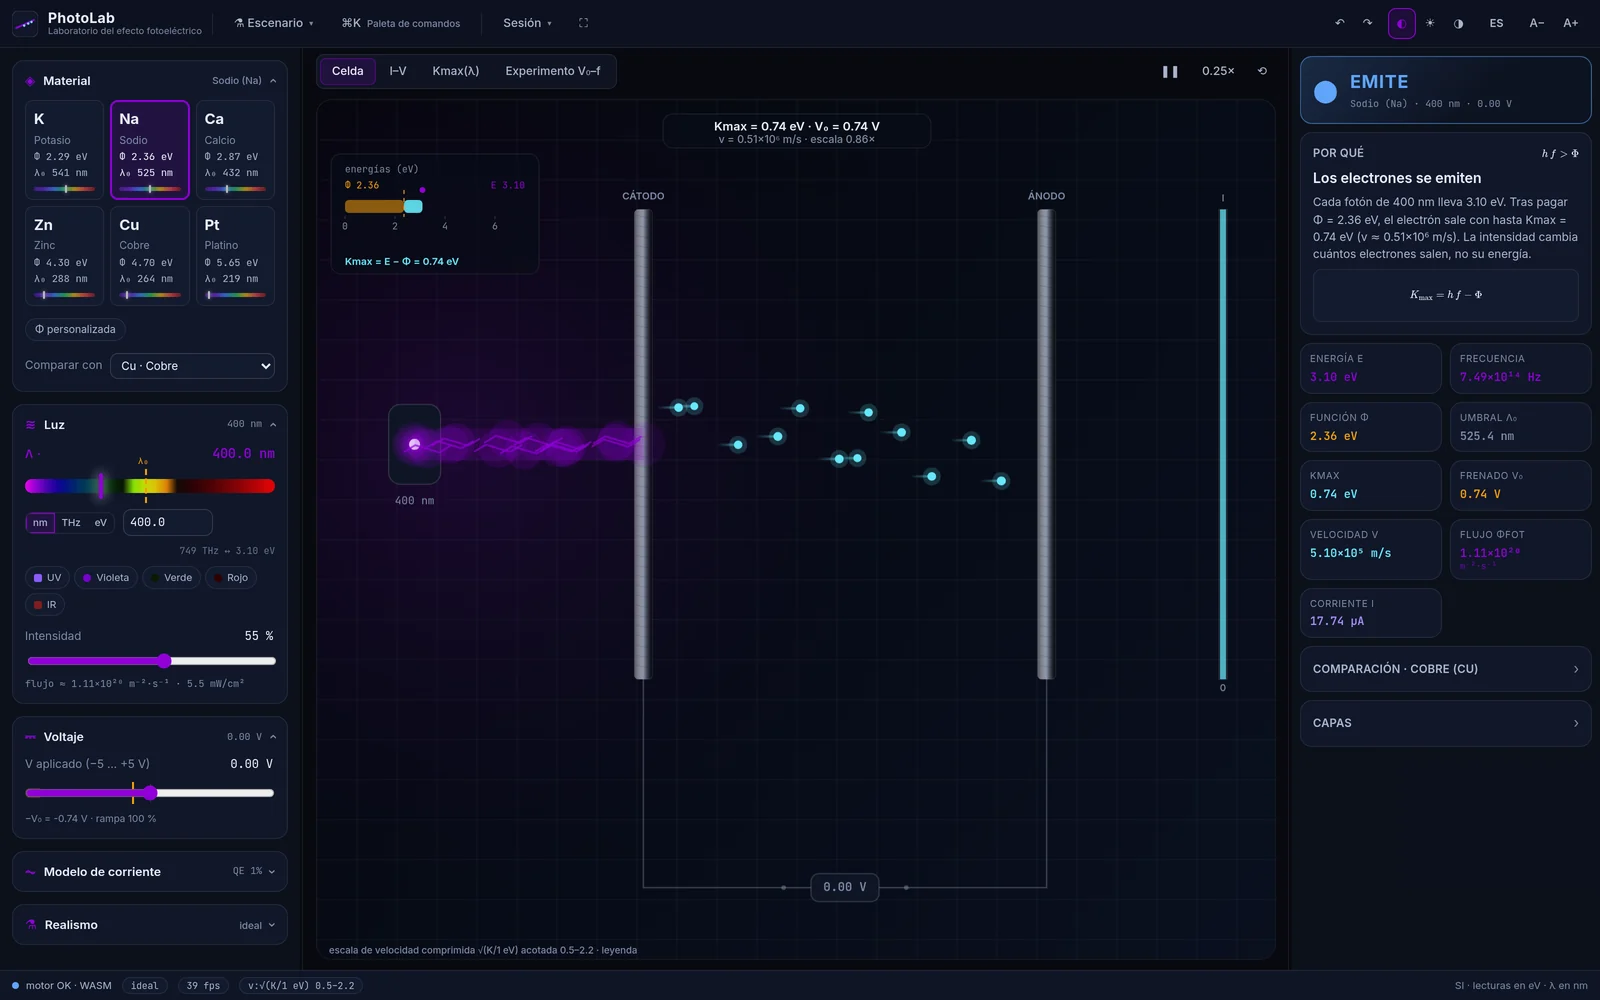 PhotoLab
Laboratorio del efecto fotoeléctrico
⚗ Escenario ▾
⌘K Paleta de comandos
Sesión ▾
ES
A−
A+
Material
Sodio (Na)
K
Potasio
Φ 2.29 eV
λ₀ 541 nm
Na
Sodio
Φ 2.36 eV
λ₀ 525 nm
Ca
Calcio
Φ 2.87 eV
λ₀ 432 nm
Zn
Zinc
Φ 4.30 eV
λ₀ 288 nm
Cu
Cobre
Φ 4.70 eV
λ₀ 264 nm
Pt
Platino
Φ 5.65 eV
λ₀ 219 nm
Φ personalizada
Comparar con
Cu · Cobre
Luz
400 nm
Λ ·
400.0 nm
λ₀
nm
THz
eV
400.0
749 THz ↔ 3.10 eV
UV
Violeta
Verde
Rojo
IR
Intensidad
55 %
flujo ≈ 1.11×10²⁰ m⁻²·s⁻¹ · 5.5 mW/cm²
Voltaje
0.00 V
V aplicado (−5 … +5 V)
0.00 V
−V₀ = -0.74 V · rampa 100 %
Modelo de corriente
QE 1%
Realismo
ideal
Celda
I–V
Kmax(λ)
Experimento V₀–f
0.25×
Kmax = 0.74 eV · V₀ = 0.74 V
v = 0.51×10⁶ m/s · escala 0.86×
energías (eV)
Φ 2.36
E 3.10
0 2 4 6
Kmax = E − Φ = 0.74 eV
CÁTODO
ÁNODO
I
400 nm
0
0.00 V
escala de velocidad comprimida √(K/1 eV) acotada 0.5–2.2 · leyenda
EMITE
Sodio (Na) · 400 nm · 0.00 V
POR QUÉ
h f > Φ
Los electrones se emiten
Cada fotón de 400 nm lleva 3.10 eV. Tras pagar
Φ = 2.36 eV, el electrón sale con hasta Kmax =
0.74 eV (v ≈ 0.51×10⁶ m/s). La intensidad cambia
cuántos electrones salen, no su energía.
Kmax = h f − Φ
ENERGÍA E
3.10 eV
FRECUENCIA
7.49×10¹⁴ Hz
FUNCIÓN Φ
2.36 eV
UMBRAL Λ₀
525.4 nm
KMAX
0.74 eV
FRENADO V₀
0.74 V
VELOCIDAD V
5.10×10⁵ m/s
FLUJO ΦFOT
1.11×10²⁰
m⁻²·s⁻¹
CORRIENTE I
17.74 μA
COMPARACIÓN · COBRE (CU)
CAPAS
motor OK · WASM
ideal
39 fps
v:√(K/1 eV) 0.5–2.2
SI · lecturas en eV · λ en nm